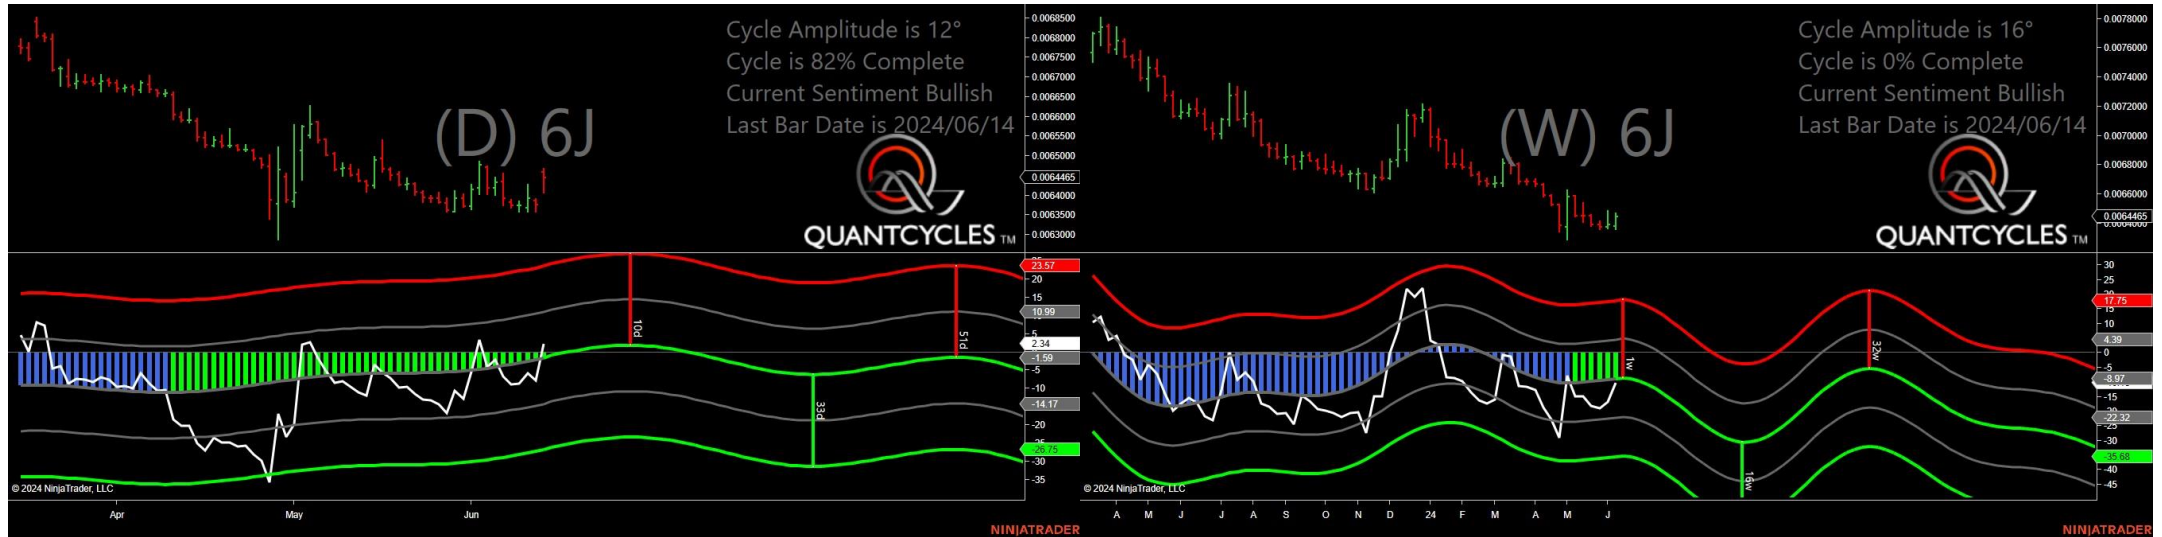 Cycle Amplitude is 12°
Cycle is 82% Complete
Current Sentiment Bullish
Last Bar Date is 2024/06/14
(D) 6J
QUANTCYCLES TM
0.0068500
0.0068000
0.0067500
0.0067000
0.0066500
0.0066000
0.0065500
0.0065000
0.0064465
0.0064000
0.0063500
0.0063000
23.57
20
15
10.99
5
2.34
-1.59
-5
-10
-14.17
-20
-26.75
-30
-35
10d
33d
51d
© 2024 NinjaTrader, LLC
Apr
May
Jun
NINJATRADER
Cycle Amplitude is 16°
Cycle is 0% Complete
Current Sentiment Bullish
Last Bar Date is 2024/06/14
(W) 6J
QUANTCYCLES TM
0.0078000
0.0076000
0.0074000
0.0072000
0.0070000
0.0068000
0.0066000
0.0064465
30
25
17.75
15
10
4.39
0
-5
-8.97
-15
-22.32
-25
-30
-35.68
-40
-45
1w
16w
32w
© 2024 NinjaTrader, LLC
A M J J A S O N D 24 F M A M J
NINJATRADER